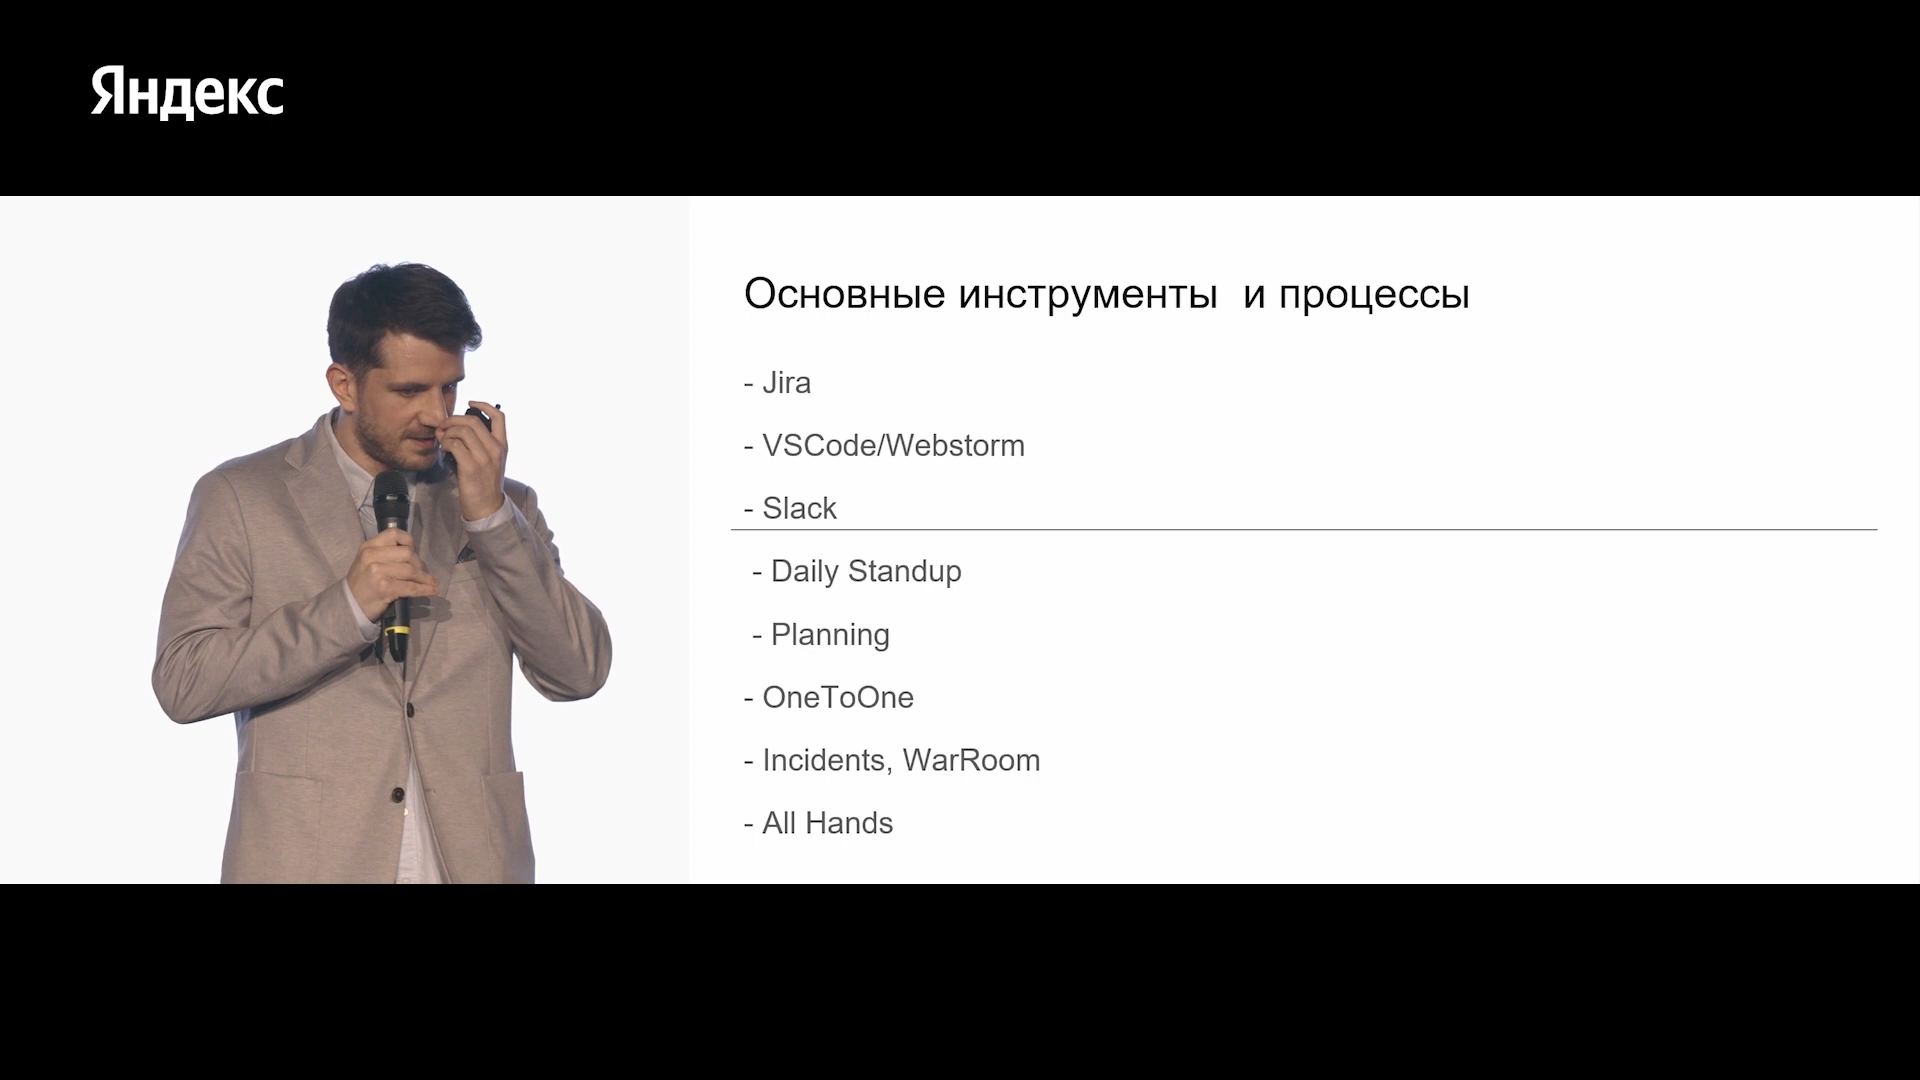 Яндекс
Основные инструменты и процессы
- Jira
- VSCode/Webstorm
- Slack
- Daily Standup
- Planning
- OneToOne
- Incidents, WarRoom
- All Hands